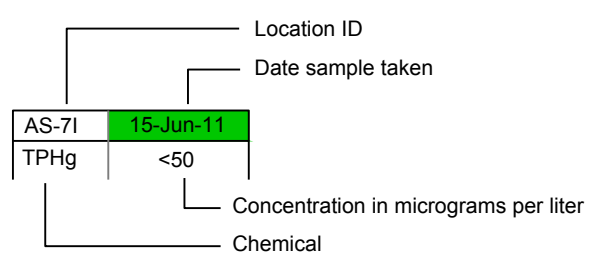 Location ID
Date sample taken
AS-7I 15-Jun-11
TPHg <50
Concentration in micrograms per liter
Chemical